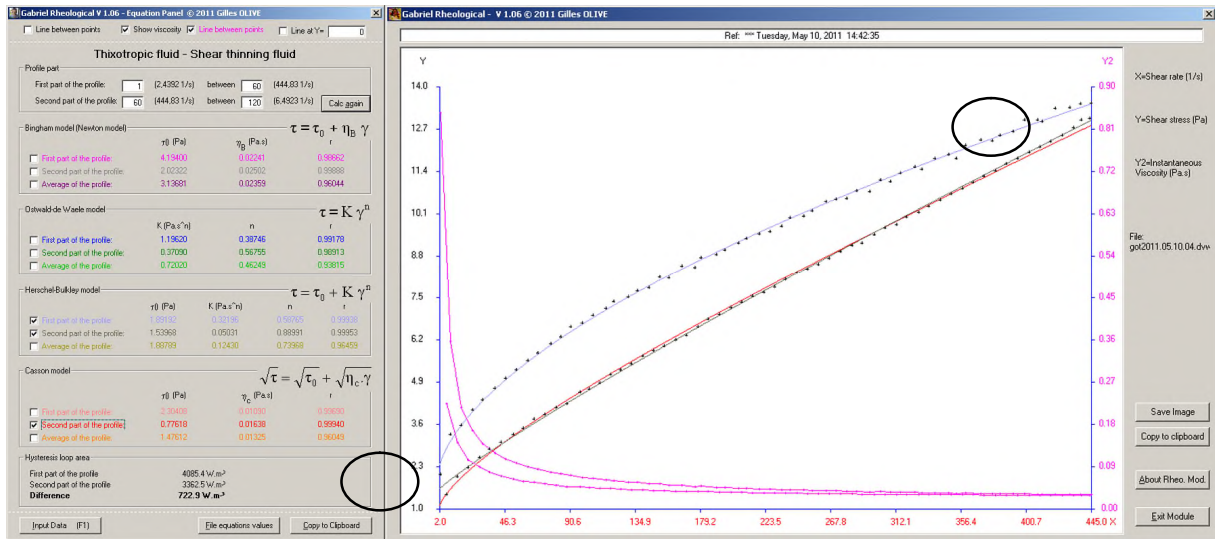 Gabriel Rheological V 1.06 - Equation Panel © 2011 Gilles OLIVE
Line between points Show viscosity Line between points Line at Y= 0
Thixotropic fluid - Shear thinning fluid
Profile part
First part of the profile: 1 (2,4392 1/s) between 60 (444,83 1/s)
Second part of the profile: 60 (444,83 1/s) between 120 (6,4923 1/s) Calc again
Bingham model (Newton model) τ = τ0 + ηB γ
τ0 (Pa) ηB (Pa.s) r
First part of the profile: 4.19400 0.02241 0.98662
Second part of the profile: 2.02322 0.02502 0.99888
Average of the profile: 3.13681 0.02359 0.96044
Ostwald-de Waele model τ = K γ^n
K (Pa.s^n) n r
First part of the profile: 1.19620 0.38746 0.99178
Second part of the profile: 0.37090 0.56755 0.98913
Average of the profile: 0.72020 0.46249 0.93815
Herschel-Bulkley model τ = τ0 + K γ^n
τ0 (Pa) K (Pa.s^n) n r
First part of the profile: 1.89192 0.32196 0.58765 0.99938
Second part of the profile: 1.53968 0.05031 0.88991 0.99953
Average of the profile: 1.88789 0.12430 0.73968 0.96459
Casson model √τ = √τ0 + √ηc.γ
τ0 (Pa) ηc (Pa.s) r
First part of the profile: 2.30408 0.01090 0.99690
Second part of the profile: 0.77618 0.01638 0.99940
Average of the profile: 1.47612 0.01325 0.96049
Hysteresis loop area
First part of the profile 4085.4 W.m-³
Second part of the profile 3362.5 W.m-³
Difference 722.9 W.m-³
Input Data (F1) File equations values Copy to Clipboard
Gabriel Rheological - V 1.06 © 2011 Gilles OLIVE
Ref: *** Tuesday, May 10, 2011 14:42:35
Y Y2
14.0 0.90
12.7 0.81
11.4 0.72
10.1 0.63
8.8 0.54
7.5 0.45
6.2 0.36
4.9 0.27
3.6 0.18
2.3 0.09
1.0 0.00
2.0 46.3 90.6 134.9 179.2 223.5 267.8 312.1 356.4 400.7 445.0 X
X=Shear rate (1/s)
Y=Shear stress (Pa)
Y2=Instantaneous
Viscosity (Pa.s)
File:
got2011.05.10.04.dvw
Save Image
Copy to clipboard
About Rheo. Mod.
Exit Module